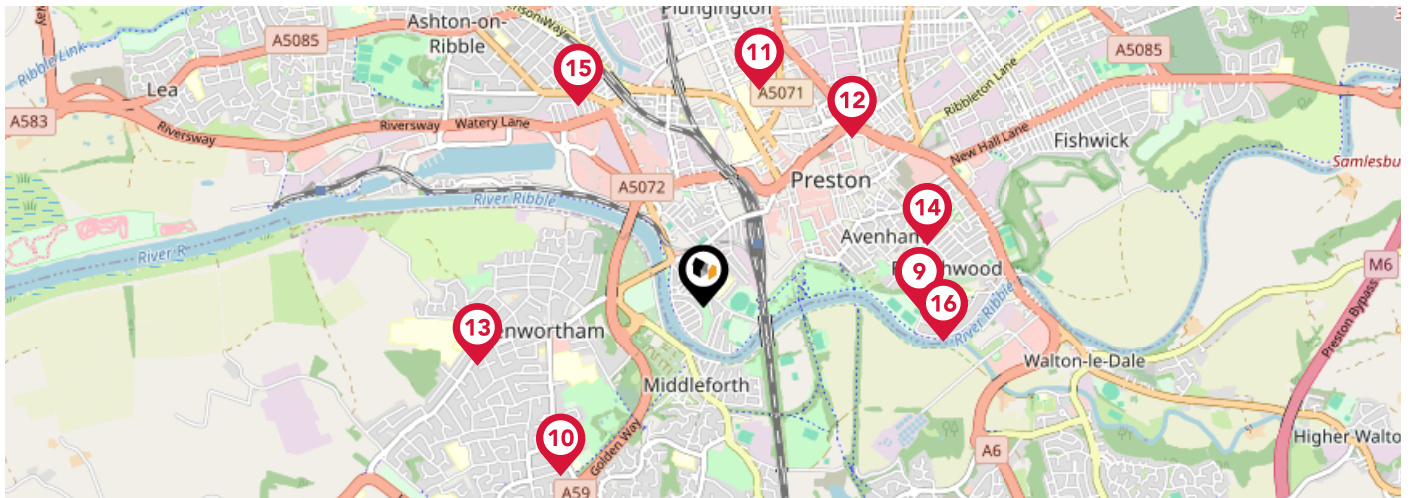 Plungington
Ashton-on-
Ribble
A5085
A5085
11
15
Ribble Link
A5071
12
Ribbleton Lane
Lea
A583
Riversway
Riversway
Watery Lane
New Hall Lane
Fishwick
Samlesbu
A5072
Preston
River Ribble
14
Avenham
River R
9
hwood
M6
16
River Ribble
13
enwortham
Preston Bypass
Walton-le-Dale
Middleforth
10
Golden Way
A6
Higher Walto
A59